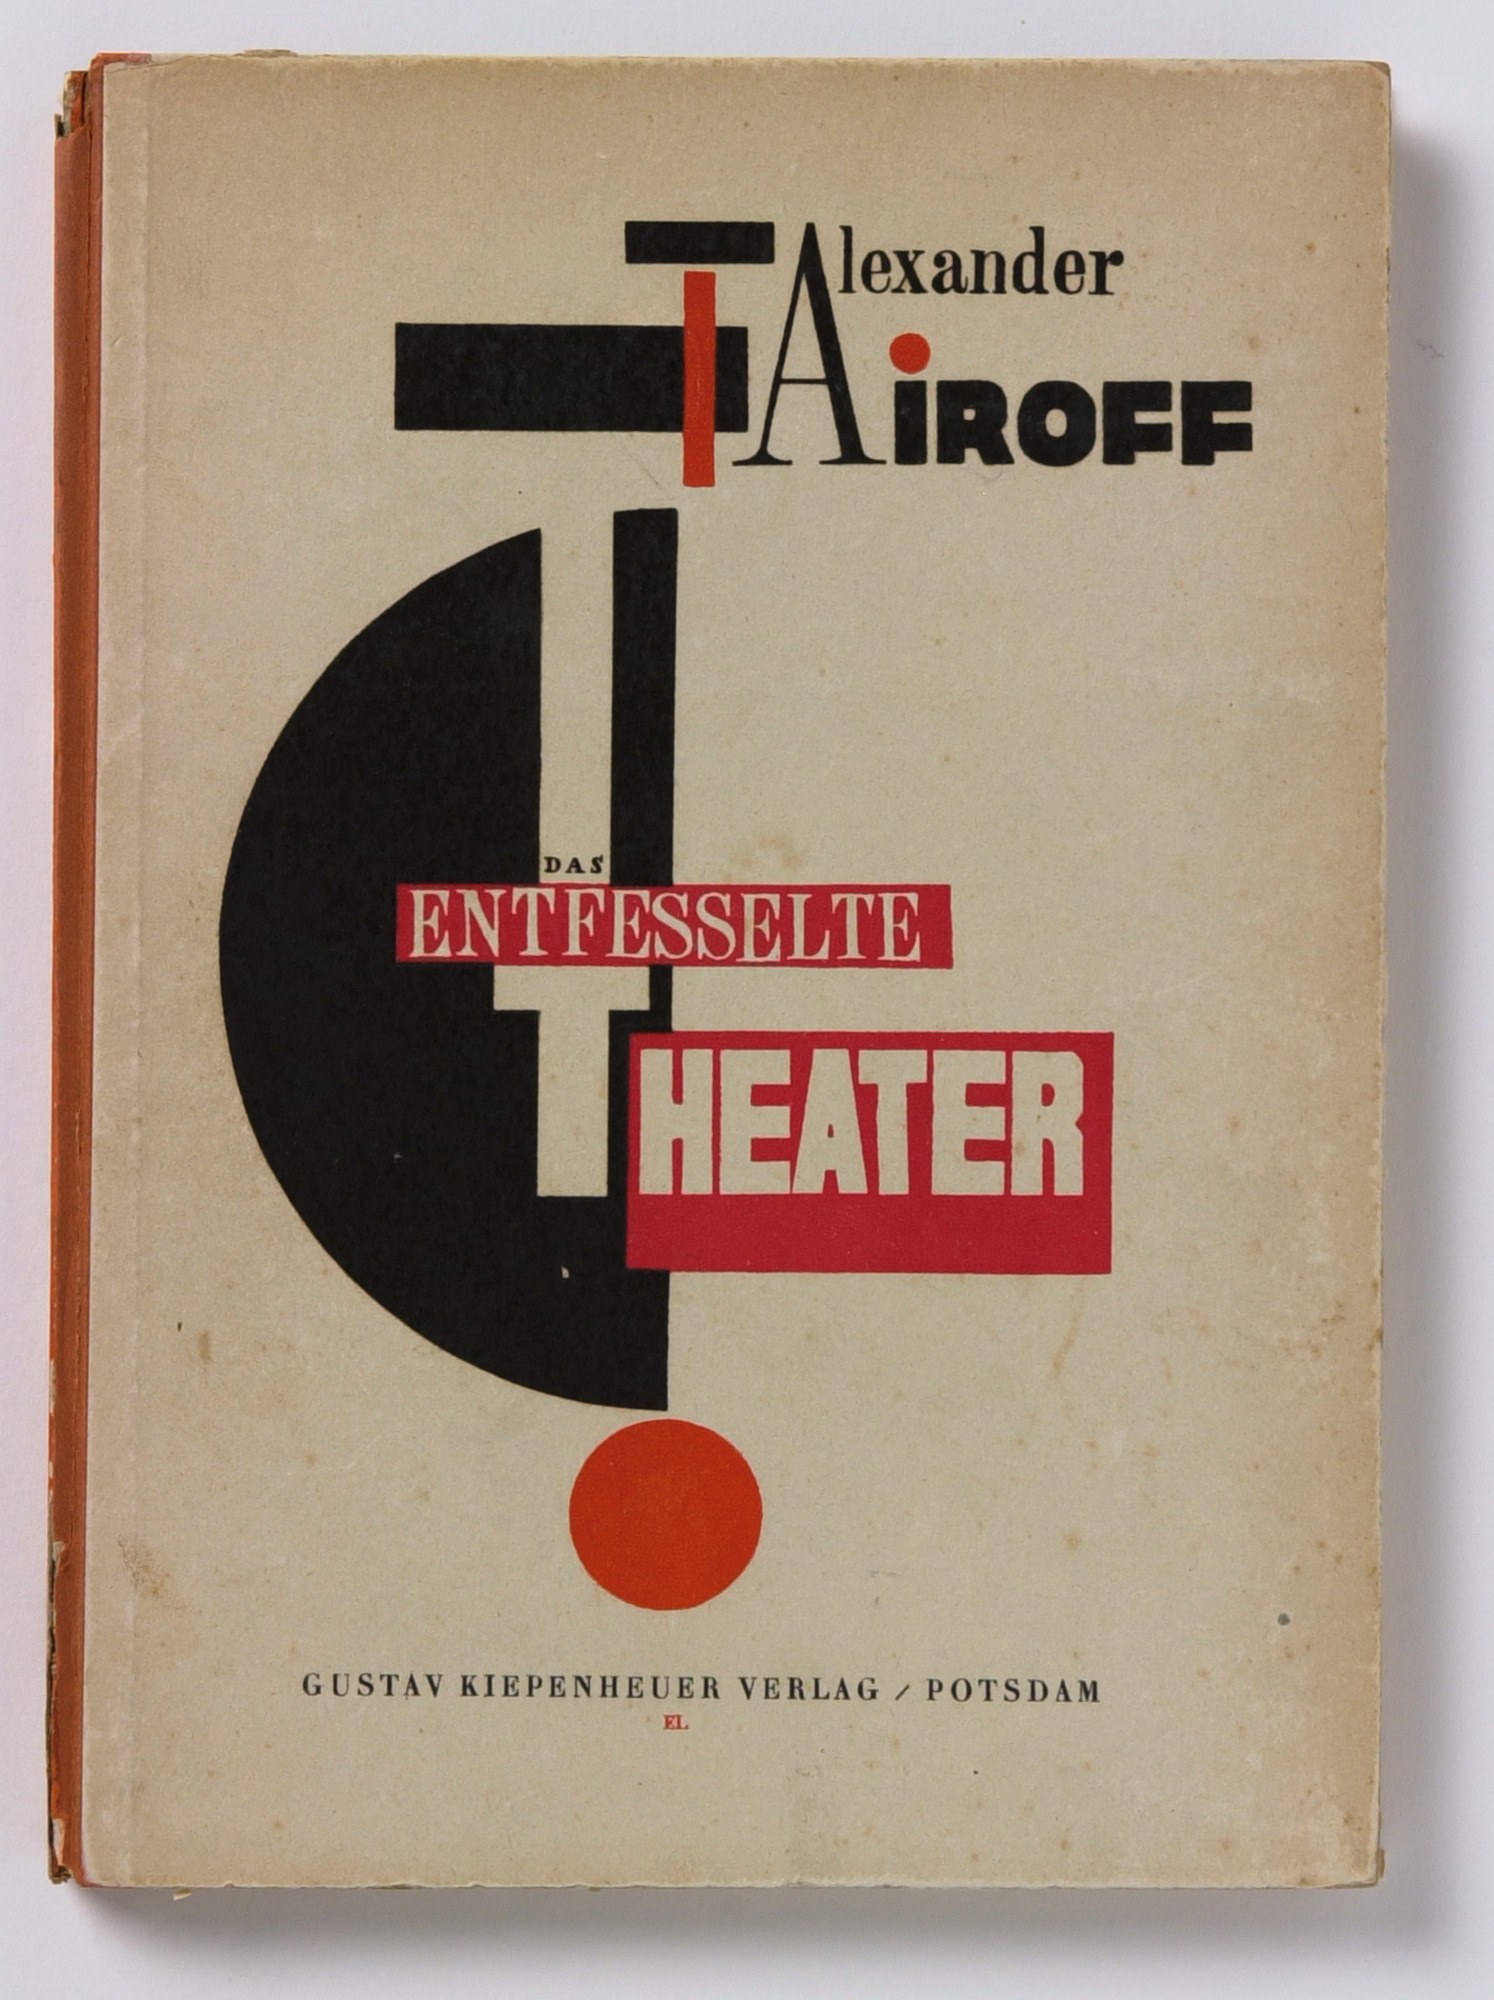 Alexander
TAiROFF
DAS
ENTFESSELTE
THEATER
GUSTAV KIEPENHEUER VERLAG / POTSDAM
EL